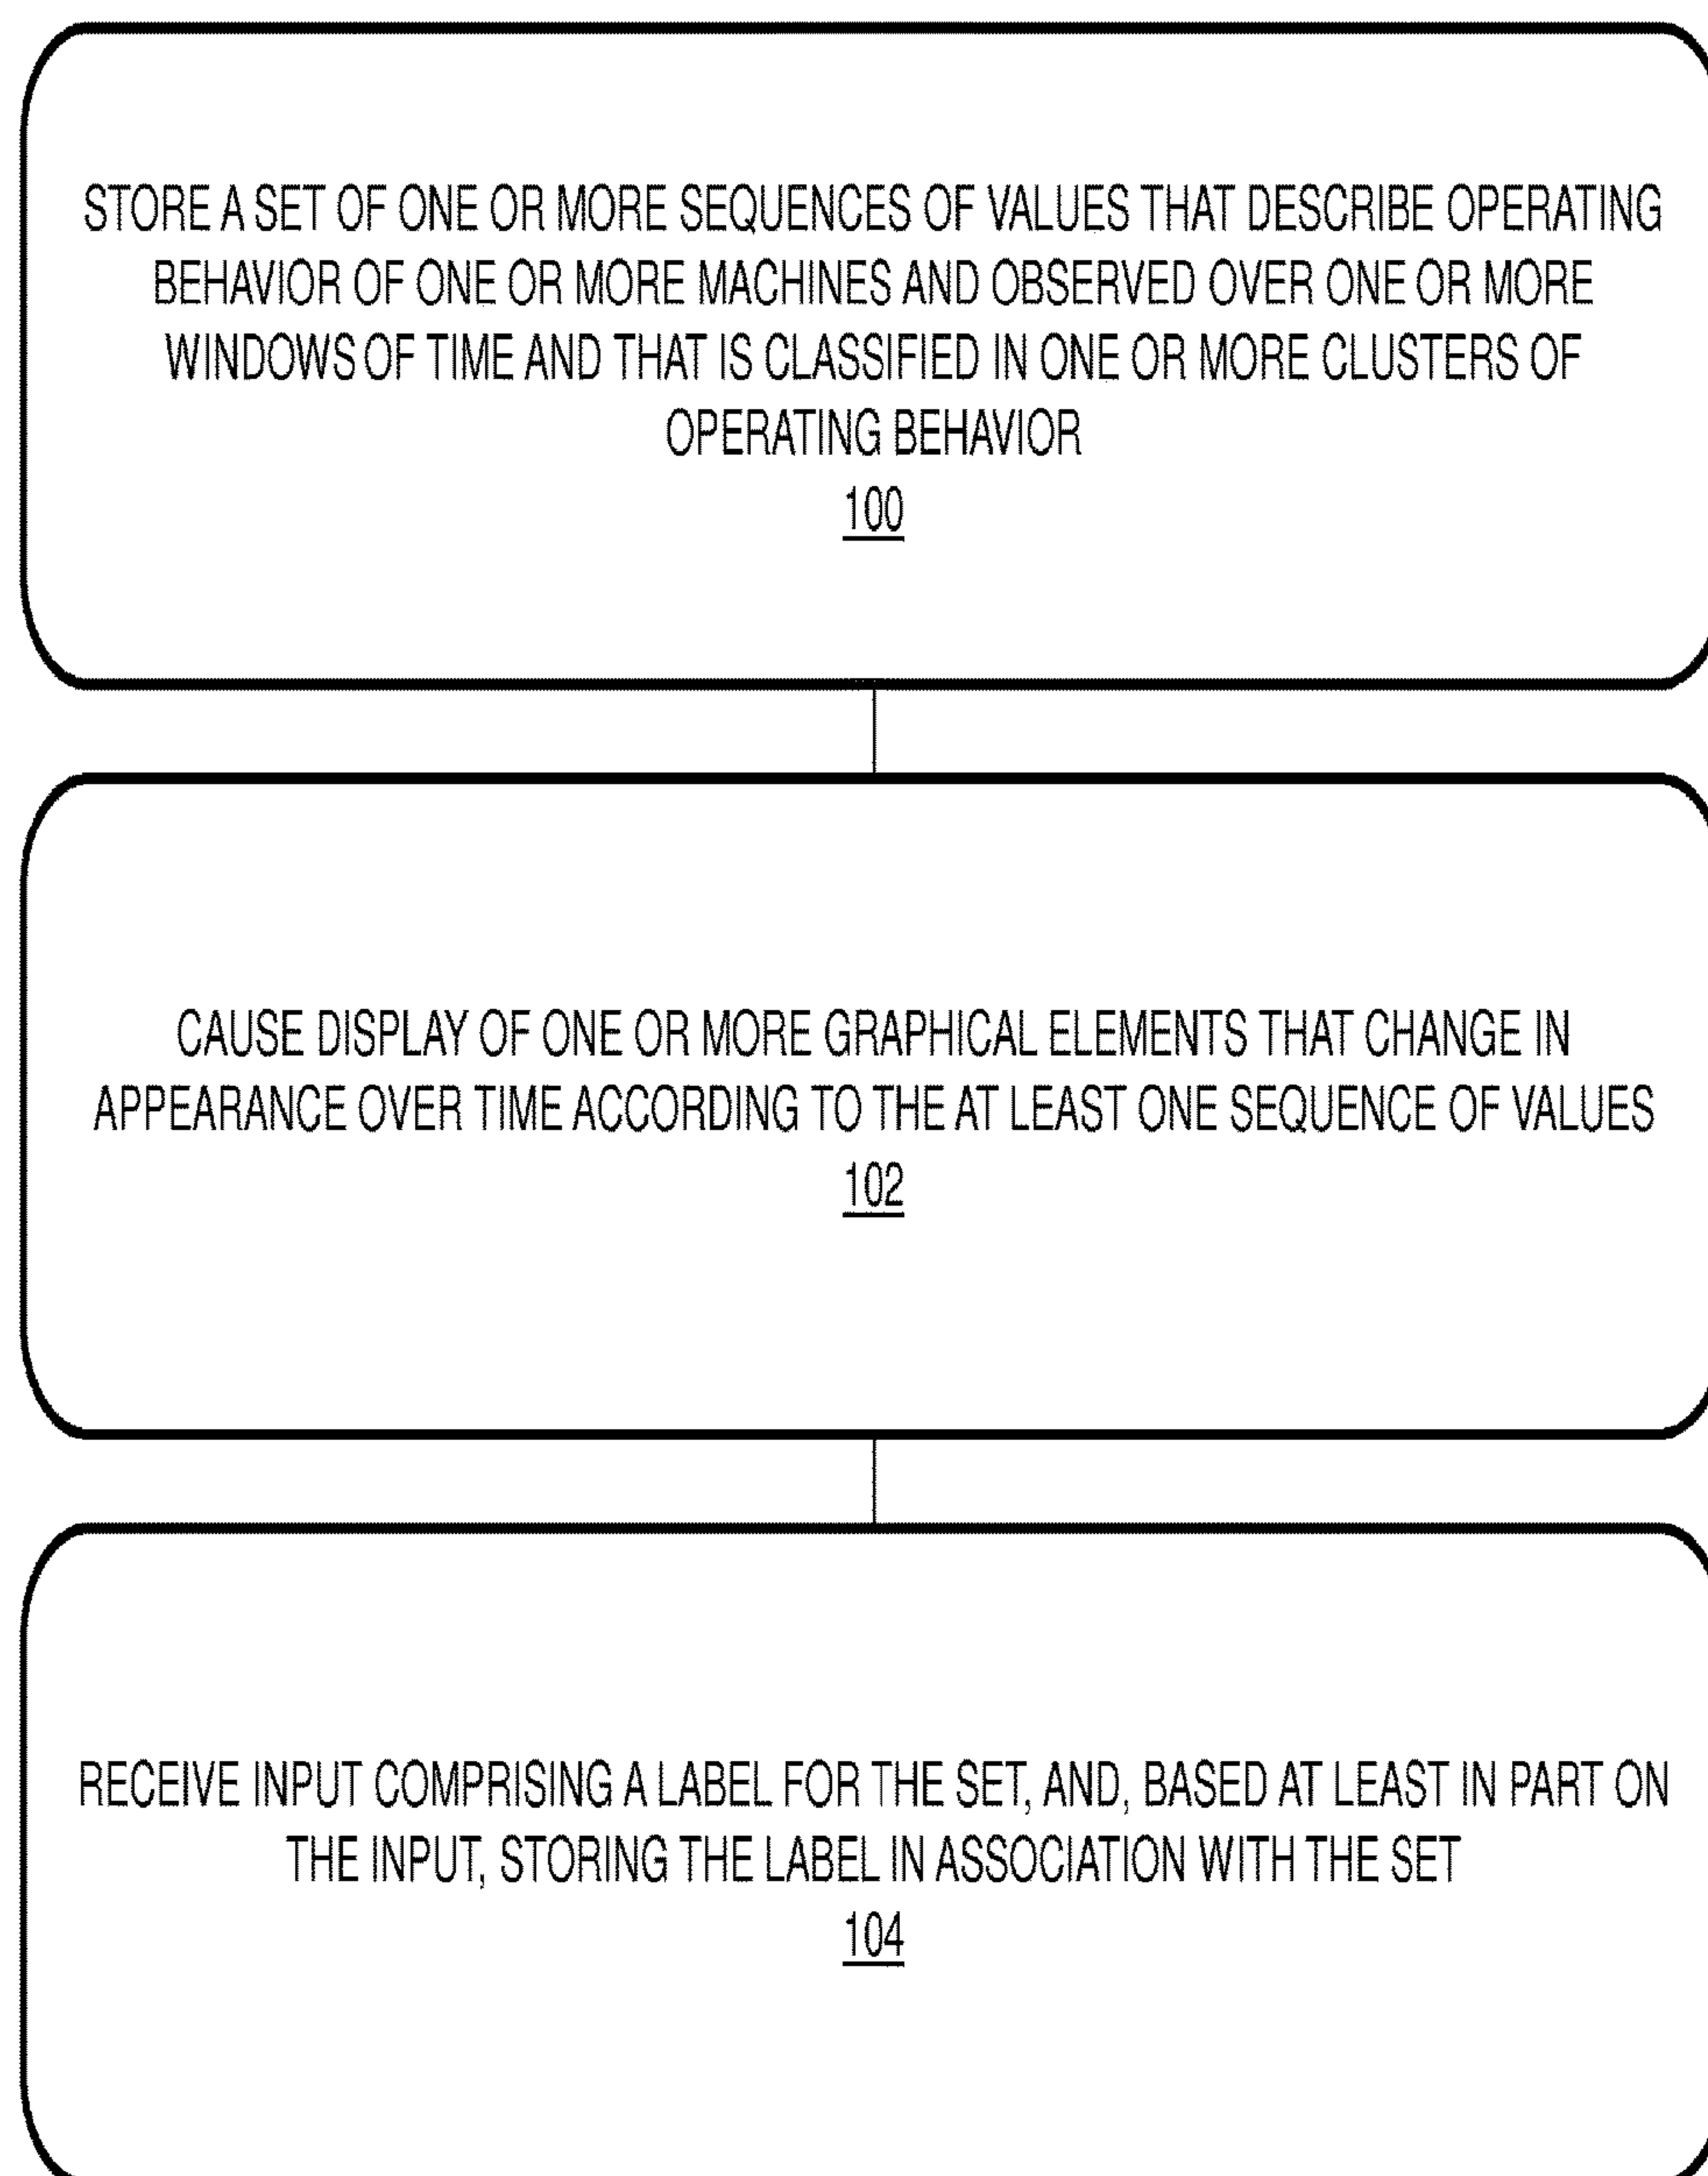 STORE A SET OF ONE OR MORE SEQUENCES OF VALUES THAT DESCRIBE OPERATING
BEHAVIOR OF ONE OR MORE MACHINES AND OBSERVED OVER ONE OR MORE
WINDOWS OF TIME AND THAT IS CLASSIFIED IN ONE OR MORE CLUSTERS OF
OPERATING BEHAVIOR
100
CAUSE DISPLAY OF ONE OR MORE GRAPHICAL ELEMENTS THAT CHANGE IN
APPEARANCE OVER TIME ACCORDING TO THE AT LEAST ONE SEQUENCE OF VALUES
102
RECEIVE INPUT COMPRISING A LABEL FOR THE SET, AND, BASED AT LEAST IN PART ON
THE INPUT, STORING THE LABEL IN ASSOCIATION WITH THE SET
104